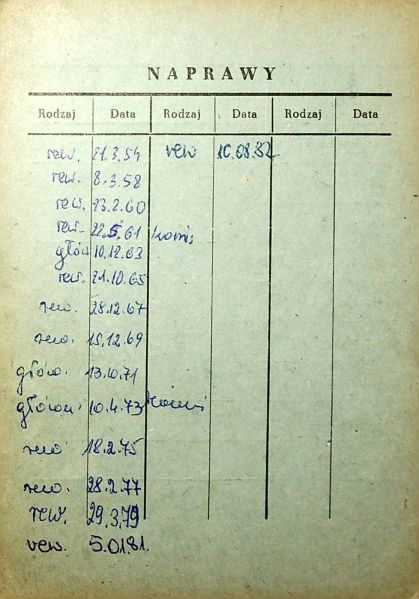 NAPRAWY
Rodzaj Data Rodzaj Data Rodzaj Data
rew. 21.3.54 rew 10.08.82
rew. 8.3.58
rew. 23.2.60
rew. 22.5.61 komis
głów 10.12.63
rew. 21.10.65
rew. 28.12.67
rew. 15.12.69
główn. 13.10.71
główn. 10.4.73
rew 18.2.75
rew. 28.2.77
rew. 29.3.79
rew. 5.01.81.